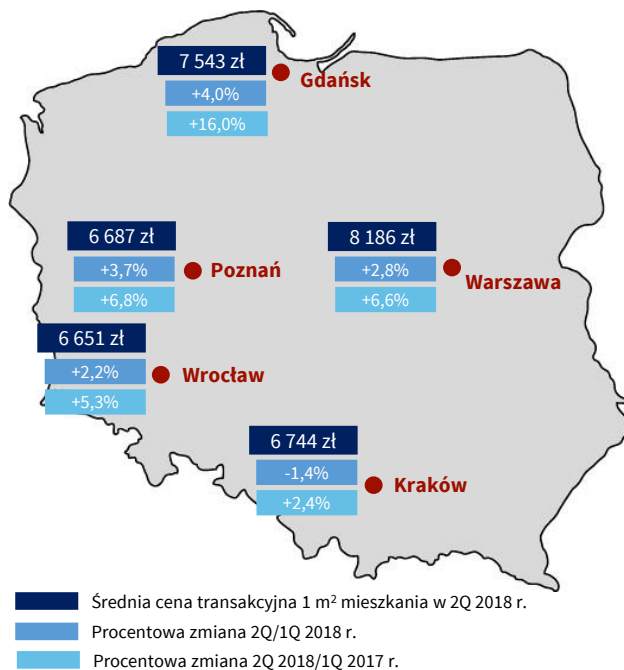 7 543 zł
+4,0%
+16,0%
Gdańsk
6 687 zł
+3,7%
+6,8%
Poznań
8 186 zł
+2,8%
+6,6%
Warszawa
6 651 zł
+2,2%
+5,3%
Wrocław
6 744 zł
-1,4%
+2,4%
Kraków
Średnia cena transakcyjna 1 m² mieszkania w 2Q 2018 r.
Procentowa zmiana 2Q/1Q 2018 r.
Procentowa zmiana 2Q 2018/1Q 2017 r.